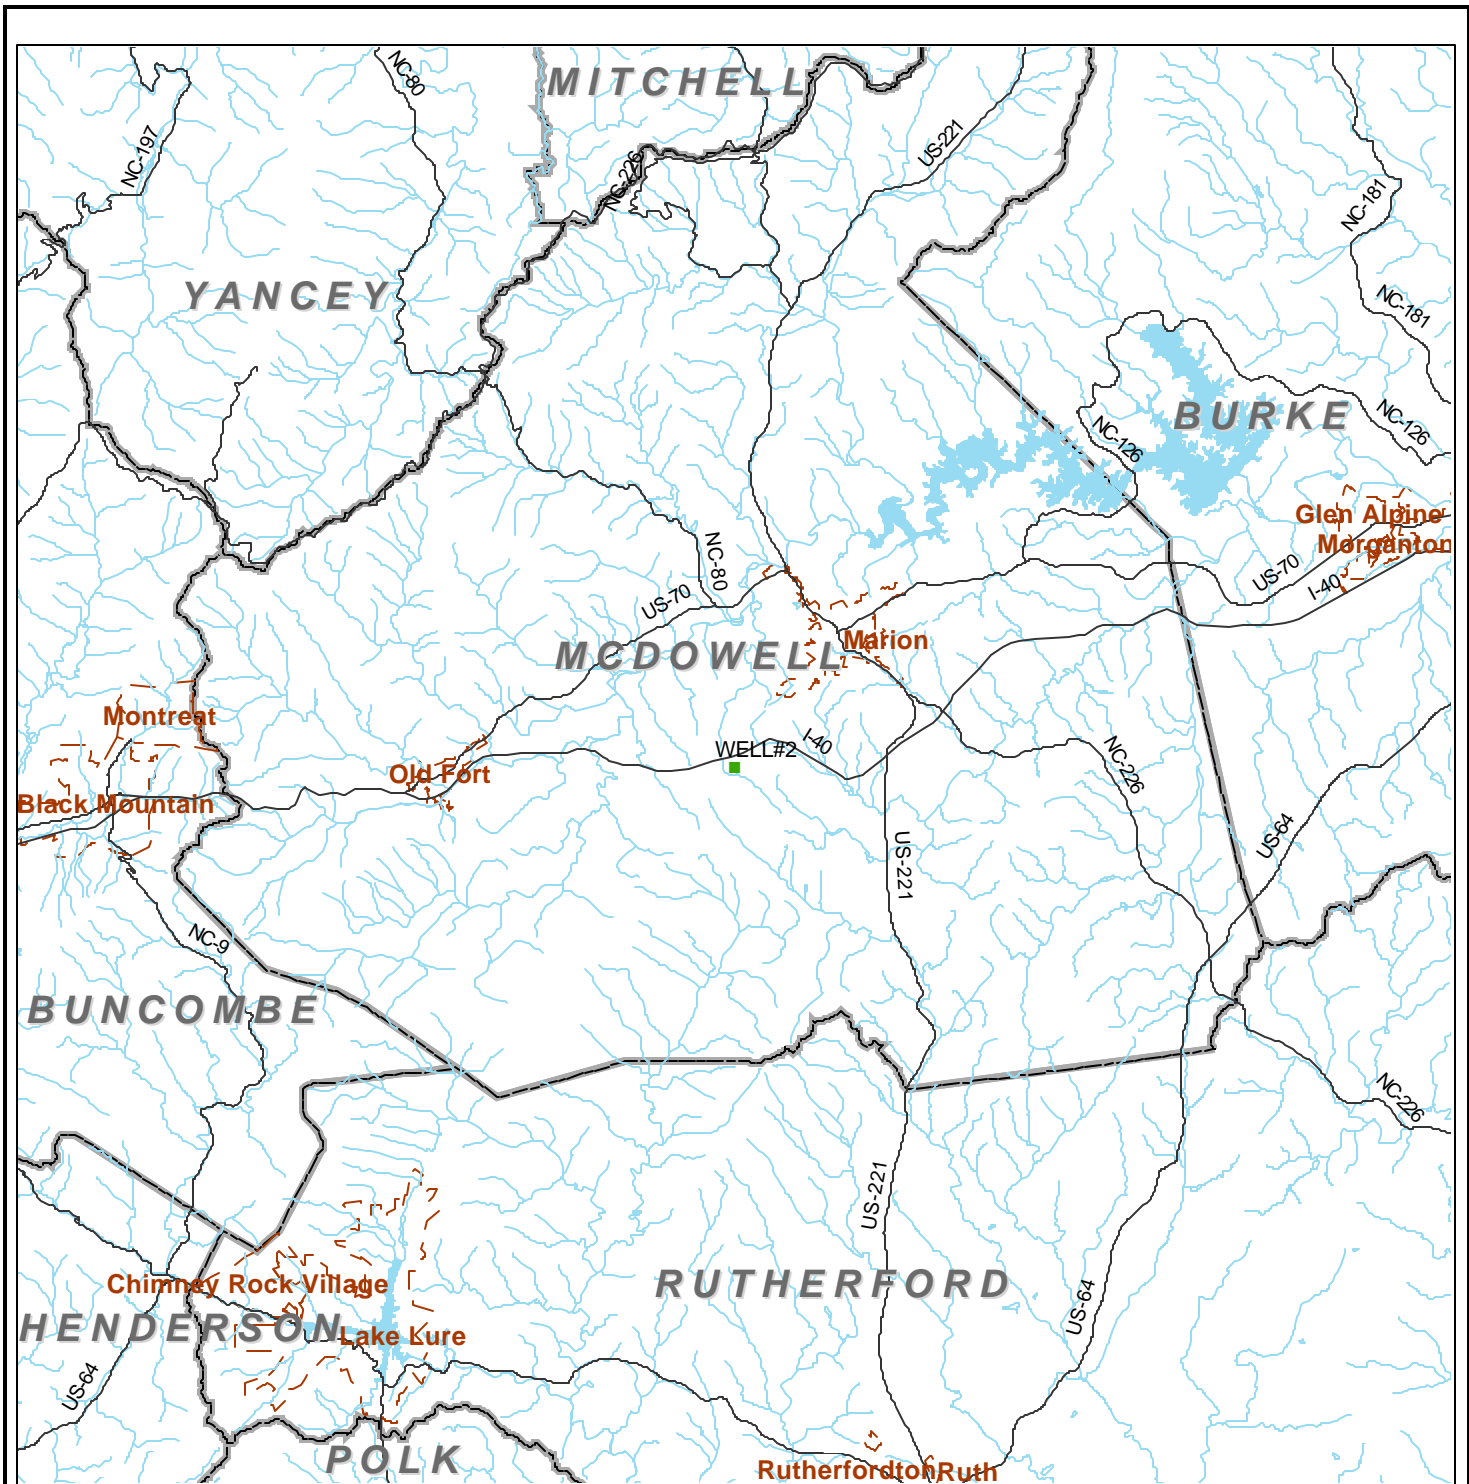 NC-80
MITCHELL
US-221
NC-197
NC-226
NC-181
YANCEY
NC-181
BURKE
NC-126
NC-126
Glen Alpine
Morganton
NC-80
US-70
US-70
I-40
MCDOWELL
Marion
Montreat
WELL#2
I-40
NC-226
Old Fort
Black Mountain
US-64
US-221
NC-9
BUNCOMBE
NC-226
US-221
Chimney Rock Village
RUTHERFORD
US-64
HENDERSON
Lake Lure
US-64
POLK
Rutherfordton
Ruth